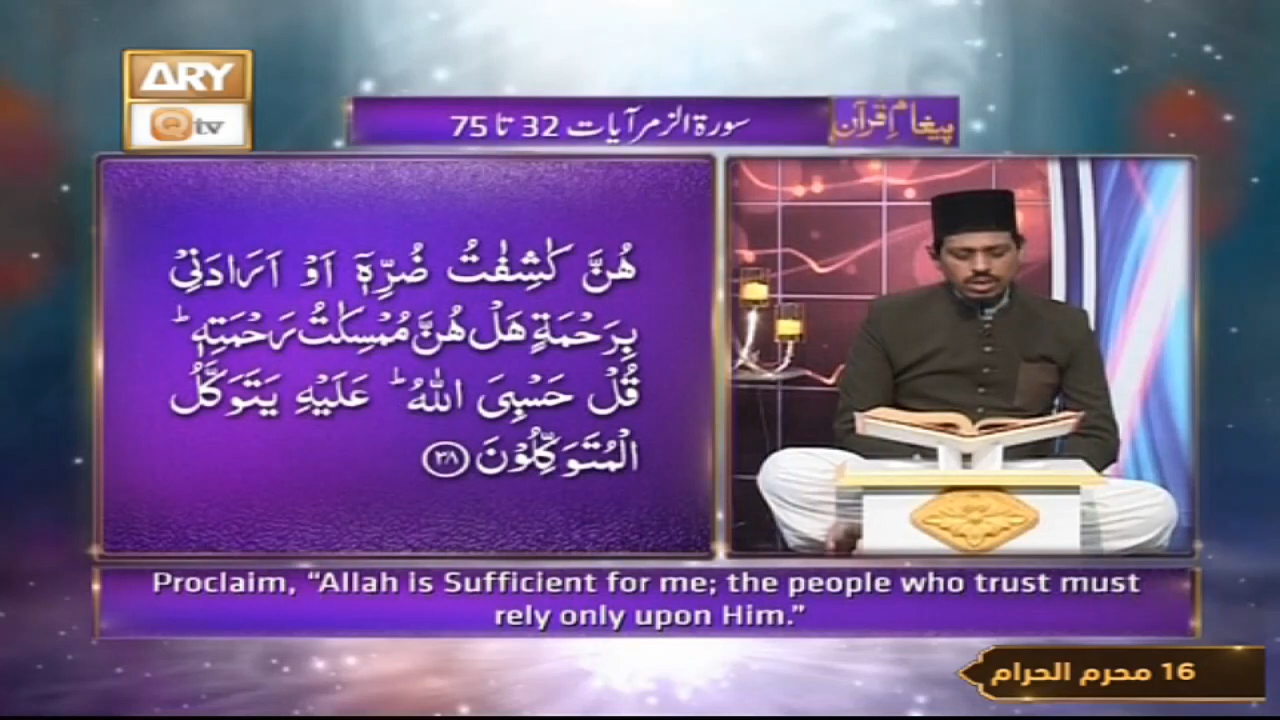 ARY
Qtv
سورۃ الزمر آیات 32 تا 75
پیغامِ قرآن
هُنَّ كٰشِفٰتُ ضُرِّهٖٓ اَوْ اَرَادَنِيْ
بِرَحْمَةٍ هَلْ هُنَّ مُمْسِكٰتُ رَحْمَتِهٖ ؕ
قُلْ حَسْبِيَ اللّٰهُ ؕ عَلَيْهِ يَتَوَكَّلُ
الْمُتَوَكِّلُوْنَ ﴿۳۸﴾
Proclaim, “Allah is Sufficient for me; the people who trust must
rely only upon Him.”
16 محرم الحرام